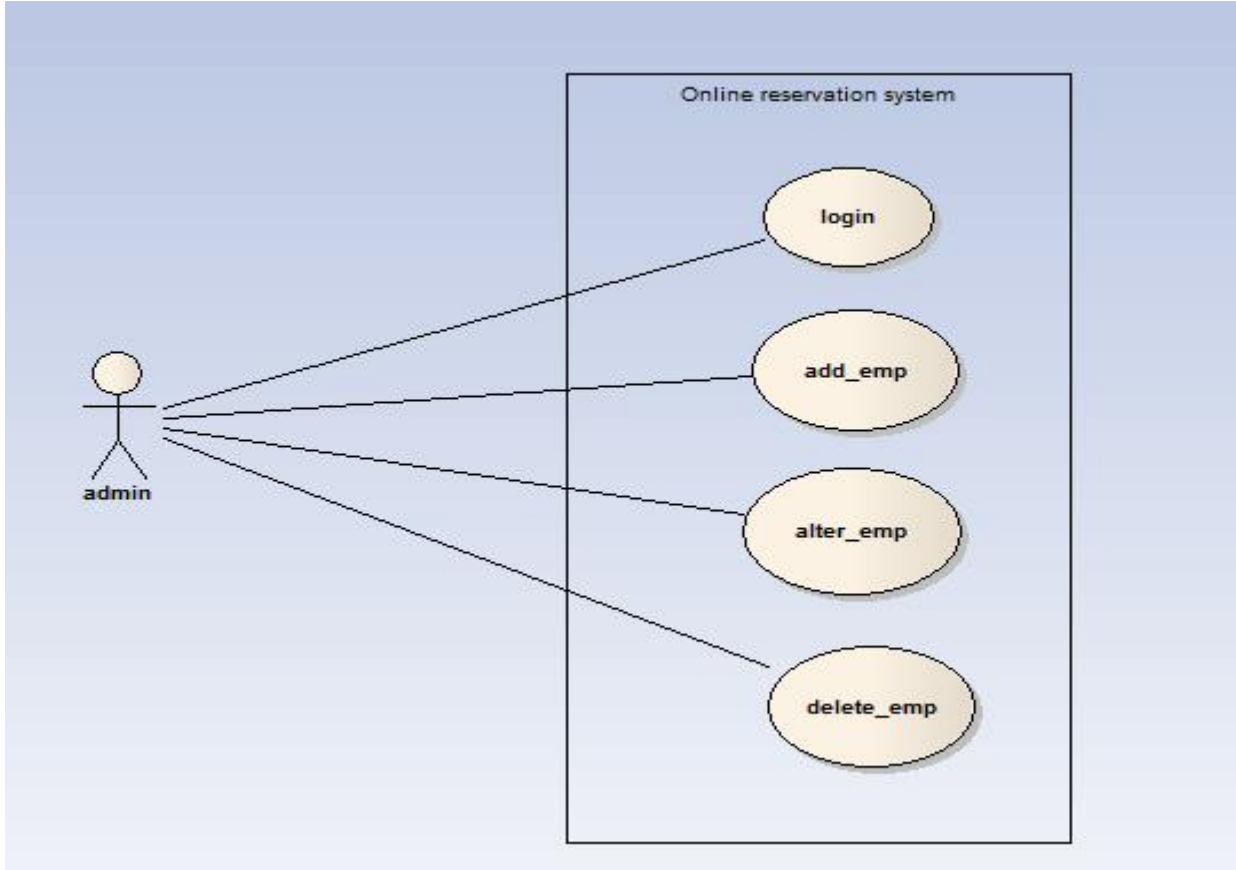 Online reservation system
login
add_emp
admin
alter_emp
delete_emp